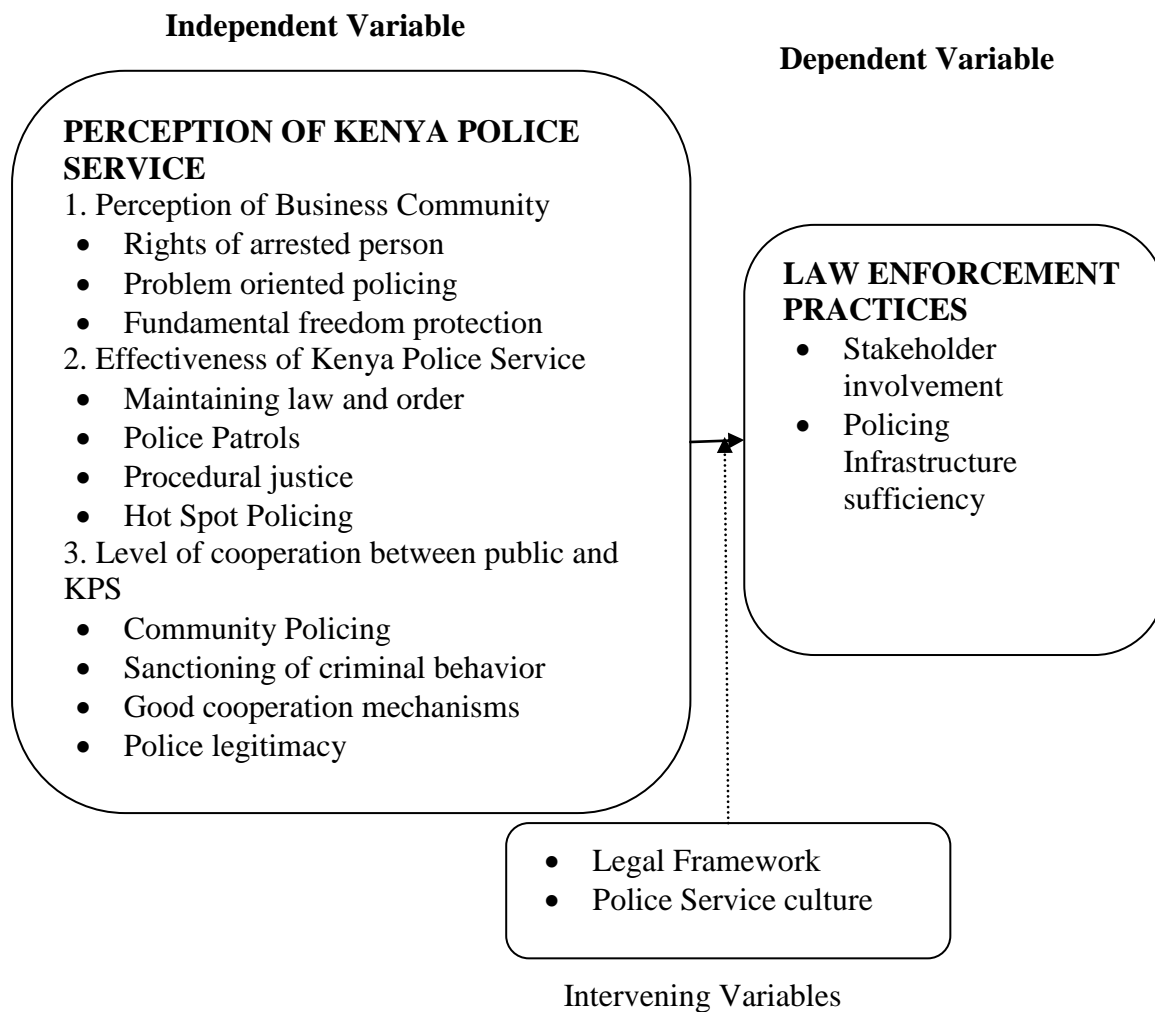 Independent Variable
Dependent Variable
PERCEPTION OF KENYA POLICE
SERVICE
1. Perception of Business Community
• Rights of arrested person
• Problem oriented policing
• Fundamental freedom protection
2. Effectiveness of Kenya Police Service
• Maintaining law and order
• Police Patrols
• Procedural justice
• Hot Spot Policing
3. Level of cooperation between public and
KPS
• Community Policing
• Sanctioning of criminal behavior
• Good cooperation mechanisms
• Police legitimacy
LAW ENFORCEMENT
PRACTICES
• Stakeholder
involvement
• Policing
Infrastructure
sufficiency
• Legal Framework
• Police Service culture
Intervening Variables